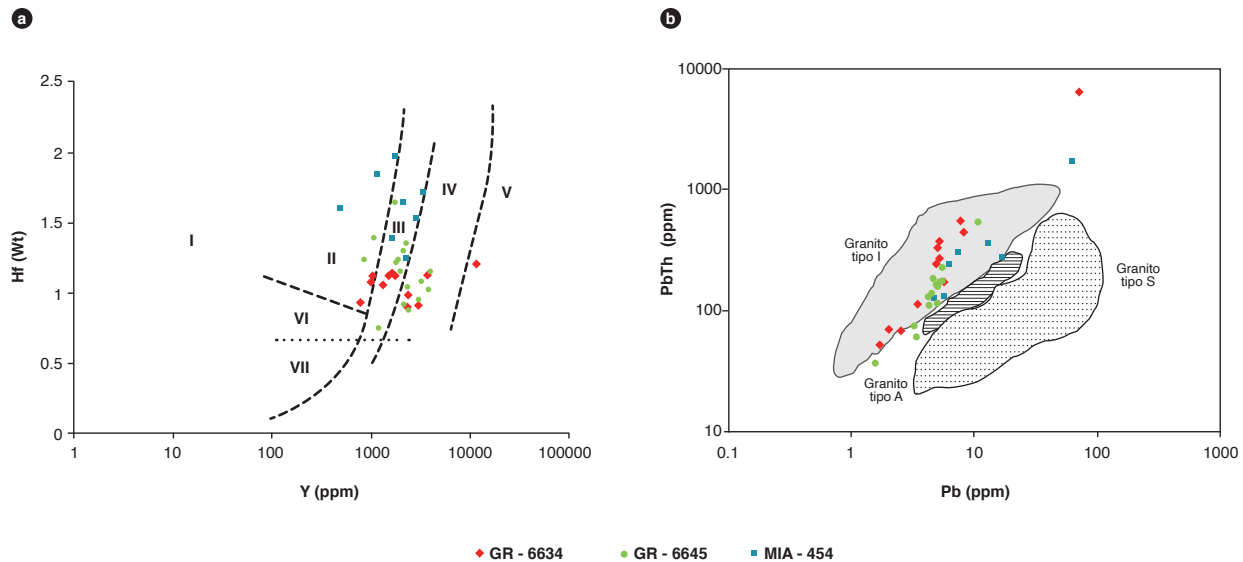 a
Hf (Wt)
2.5
2
1.5
1
0.5
0
I
II
III
IV
V
VI
VII
1
10
100
1000
10000
100000
Y (ppm)
b
PbTh (ppm)
10000
1000
100
10
Granito
tipo I
Granito
tipo S
Granito
tipo A
0.1
1
10
100
1000
Pb (ppm)
GR - 6634
GR - 6645
MIA - 454